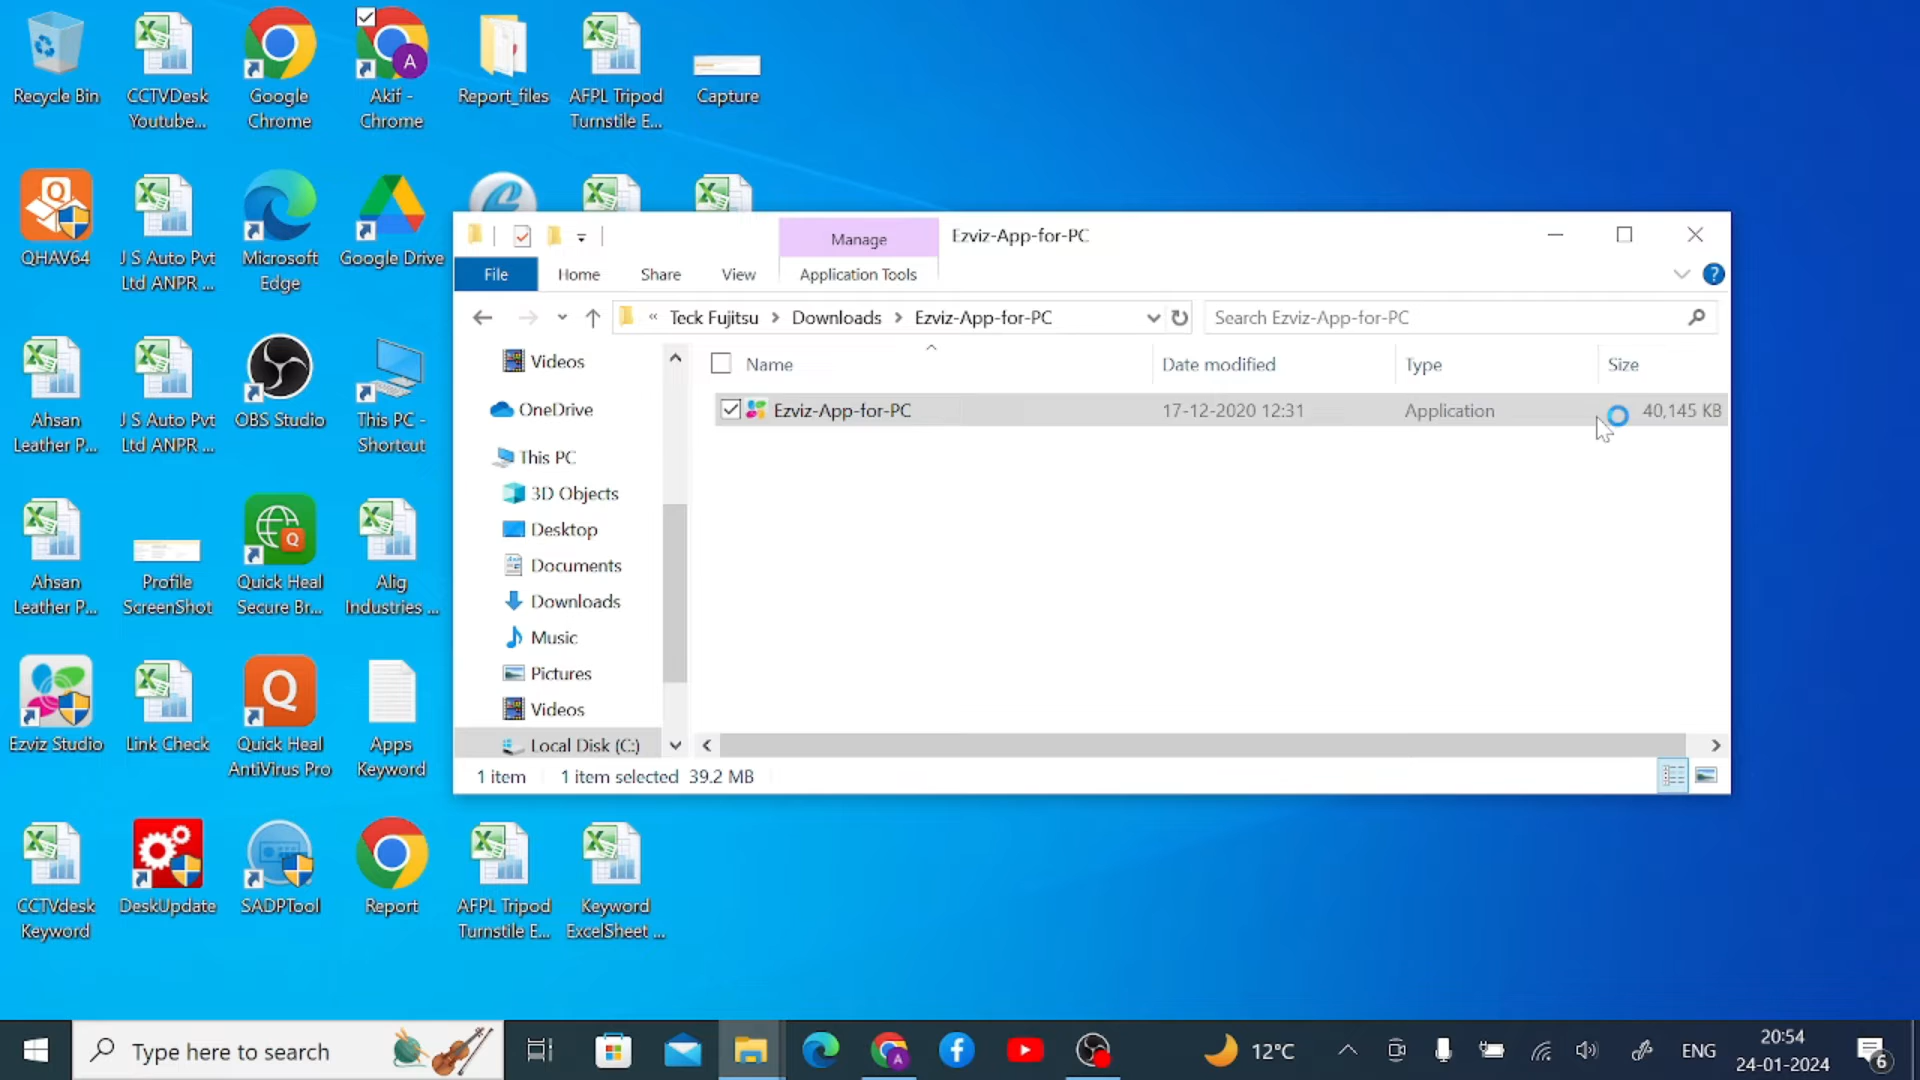 Recycle Bin
CCTVDesk
Youtube...
Google
Chrome
A
Akif -
Chrome
Report_files
AFPL Tripod
Turnstile E...
Capture
QHAV64
J S Auto Pvt
Ltd ANPR ...
Microsoft
Edge
Google Drive
Manage
Ezviz-App-for-PC
File
Home
Share
View
Application Tools
?
« Teck Fujitsu > Downloads > Ezviz-App-for-PC
Search Ezviz-App-for-PC
Name
Date modified
Type
Size
Ezviz-App-for-PC
17-12-2020 12:31
Application
40,145 KB
Videos
OneDrive
This PC
3D Objects
Desktop
Documents
Downloads
Music
Pictures
Videos
Local Disk (C:)
1 item
1 item selected 39.2 MB
Ahsan
Leather P...
J S Auto Pvt
Ltd ANPR ...
OBS Studio
This PC -
Shortcut
Ahsan
Leather P...
Profile
ScreenShot
Quick Heal
Secure Br...
Alig
Industries ...
Ezviz Studio
Link Check
Quick Heal
AntiVirus Pro
Apps
Keyword
CCTVdesk
Keyword
DeskUpdate
SADPTool
Report
AFPL Tripod
Turnstile E...
Keyword
ExcelSheet ...
Type here to search
A
12°C
ENG
20:54
24-01-2024
6